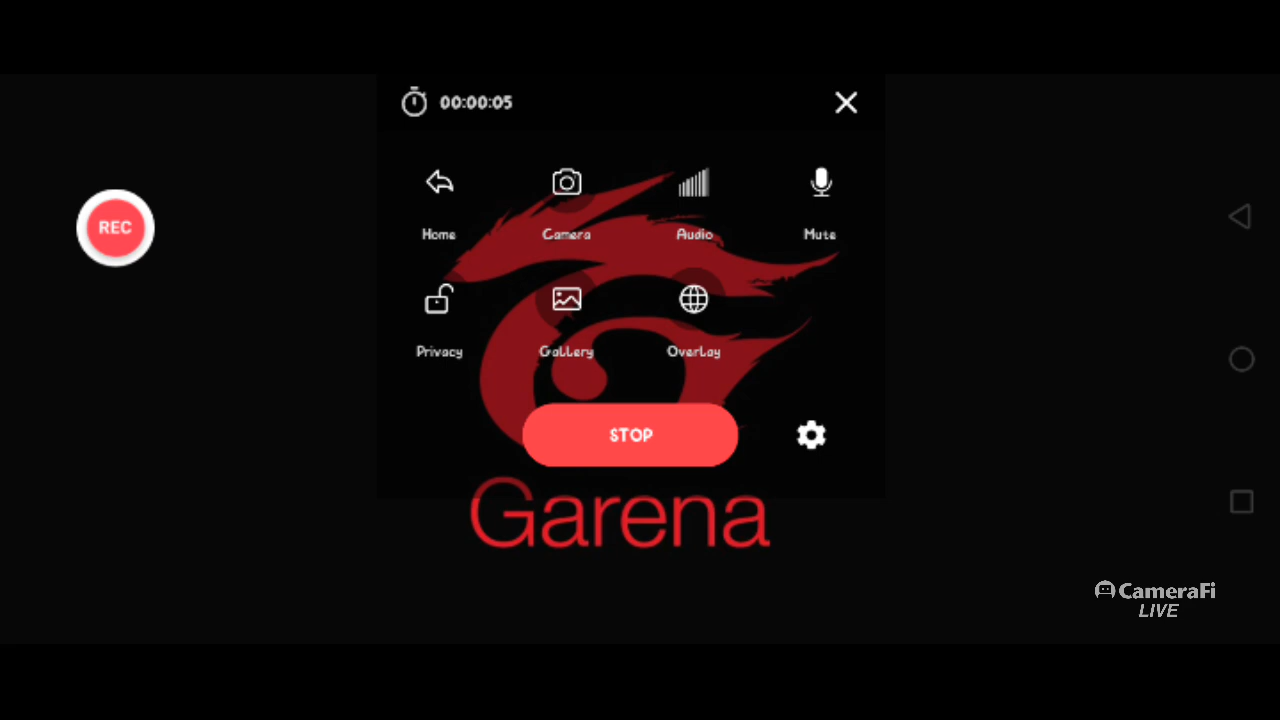 00:00:05
REC
Home Camera Audio Mute
Privacy Gallery Overlay
STOP
Garena
CameraFi
LIVE